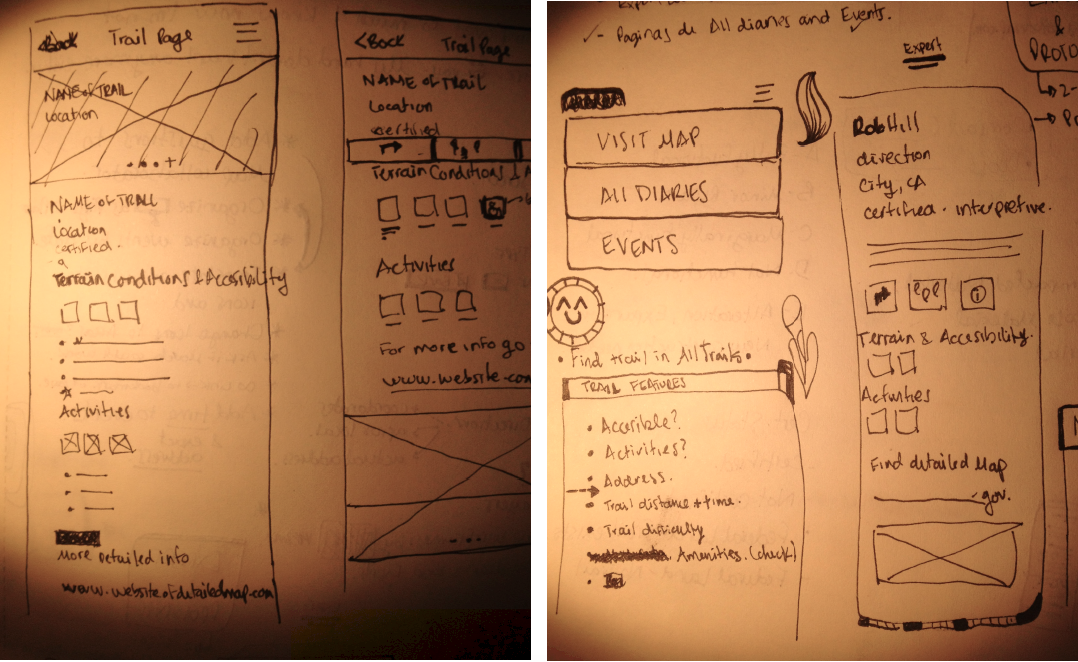 <Back Trail Page
NAME of TRAIL
Location
NAME OF TRALL
Location
certified.
Terrain Conditions & Accesibility
Activities
More Detailed info
www.websiteofdetailedmap.com
<Back Trail Page
NAME OF TRAIL
Location
certified
Terrain Conditions & A
Activities
For more info go
www.website.com
✓- Paginas de All diaries and Events.
Expert
VISIT MAP
All DIARIES
EVENTS
• Find trail in AllTrails •
TRAIL FEATURES
• Accesible?
• Activities?
• Address.
• Trail distance + time.
• Trail difficulty
Amenities. (check)
Rob Hill
direction
City, CA
certified. interpretive.
Terrain & Accesibility.
Activities
Find detailed Map
.gov.
&
PROTO